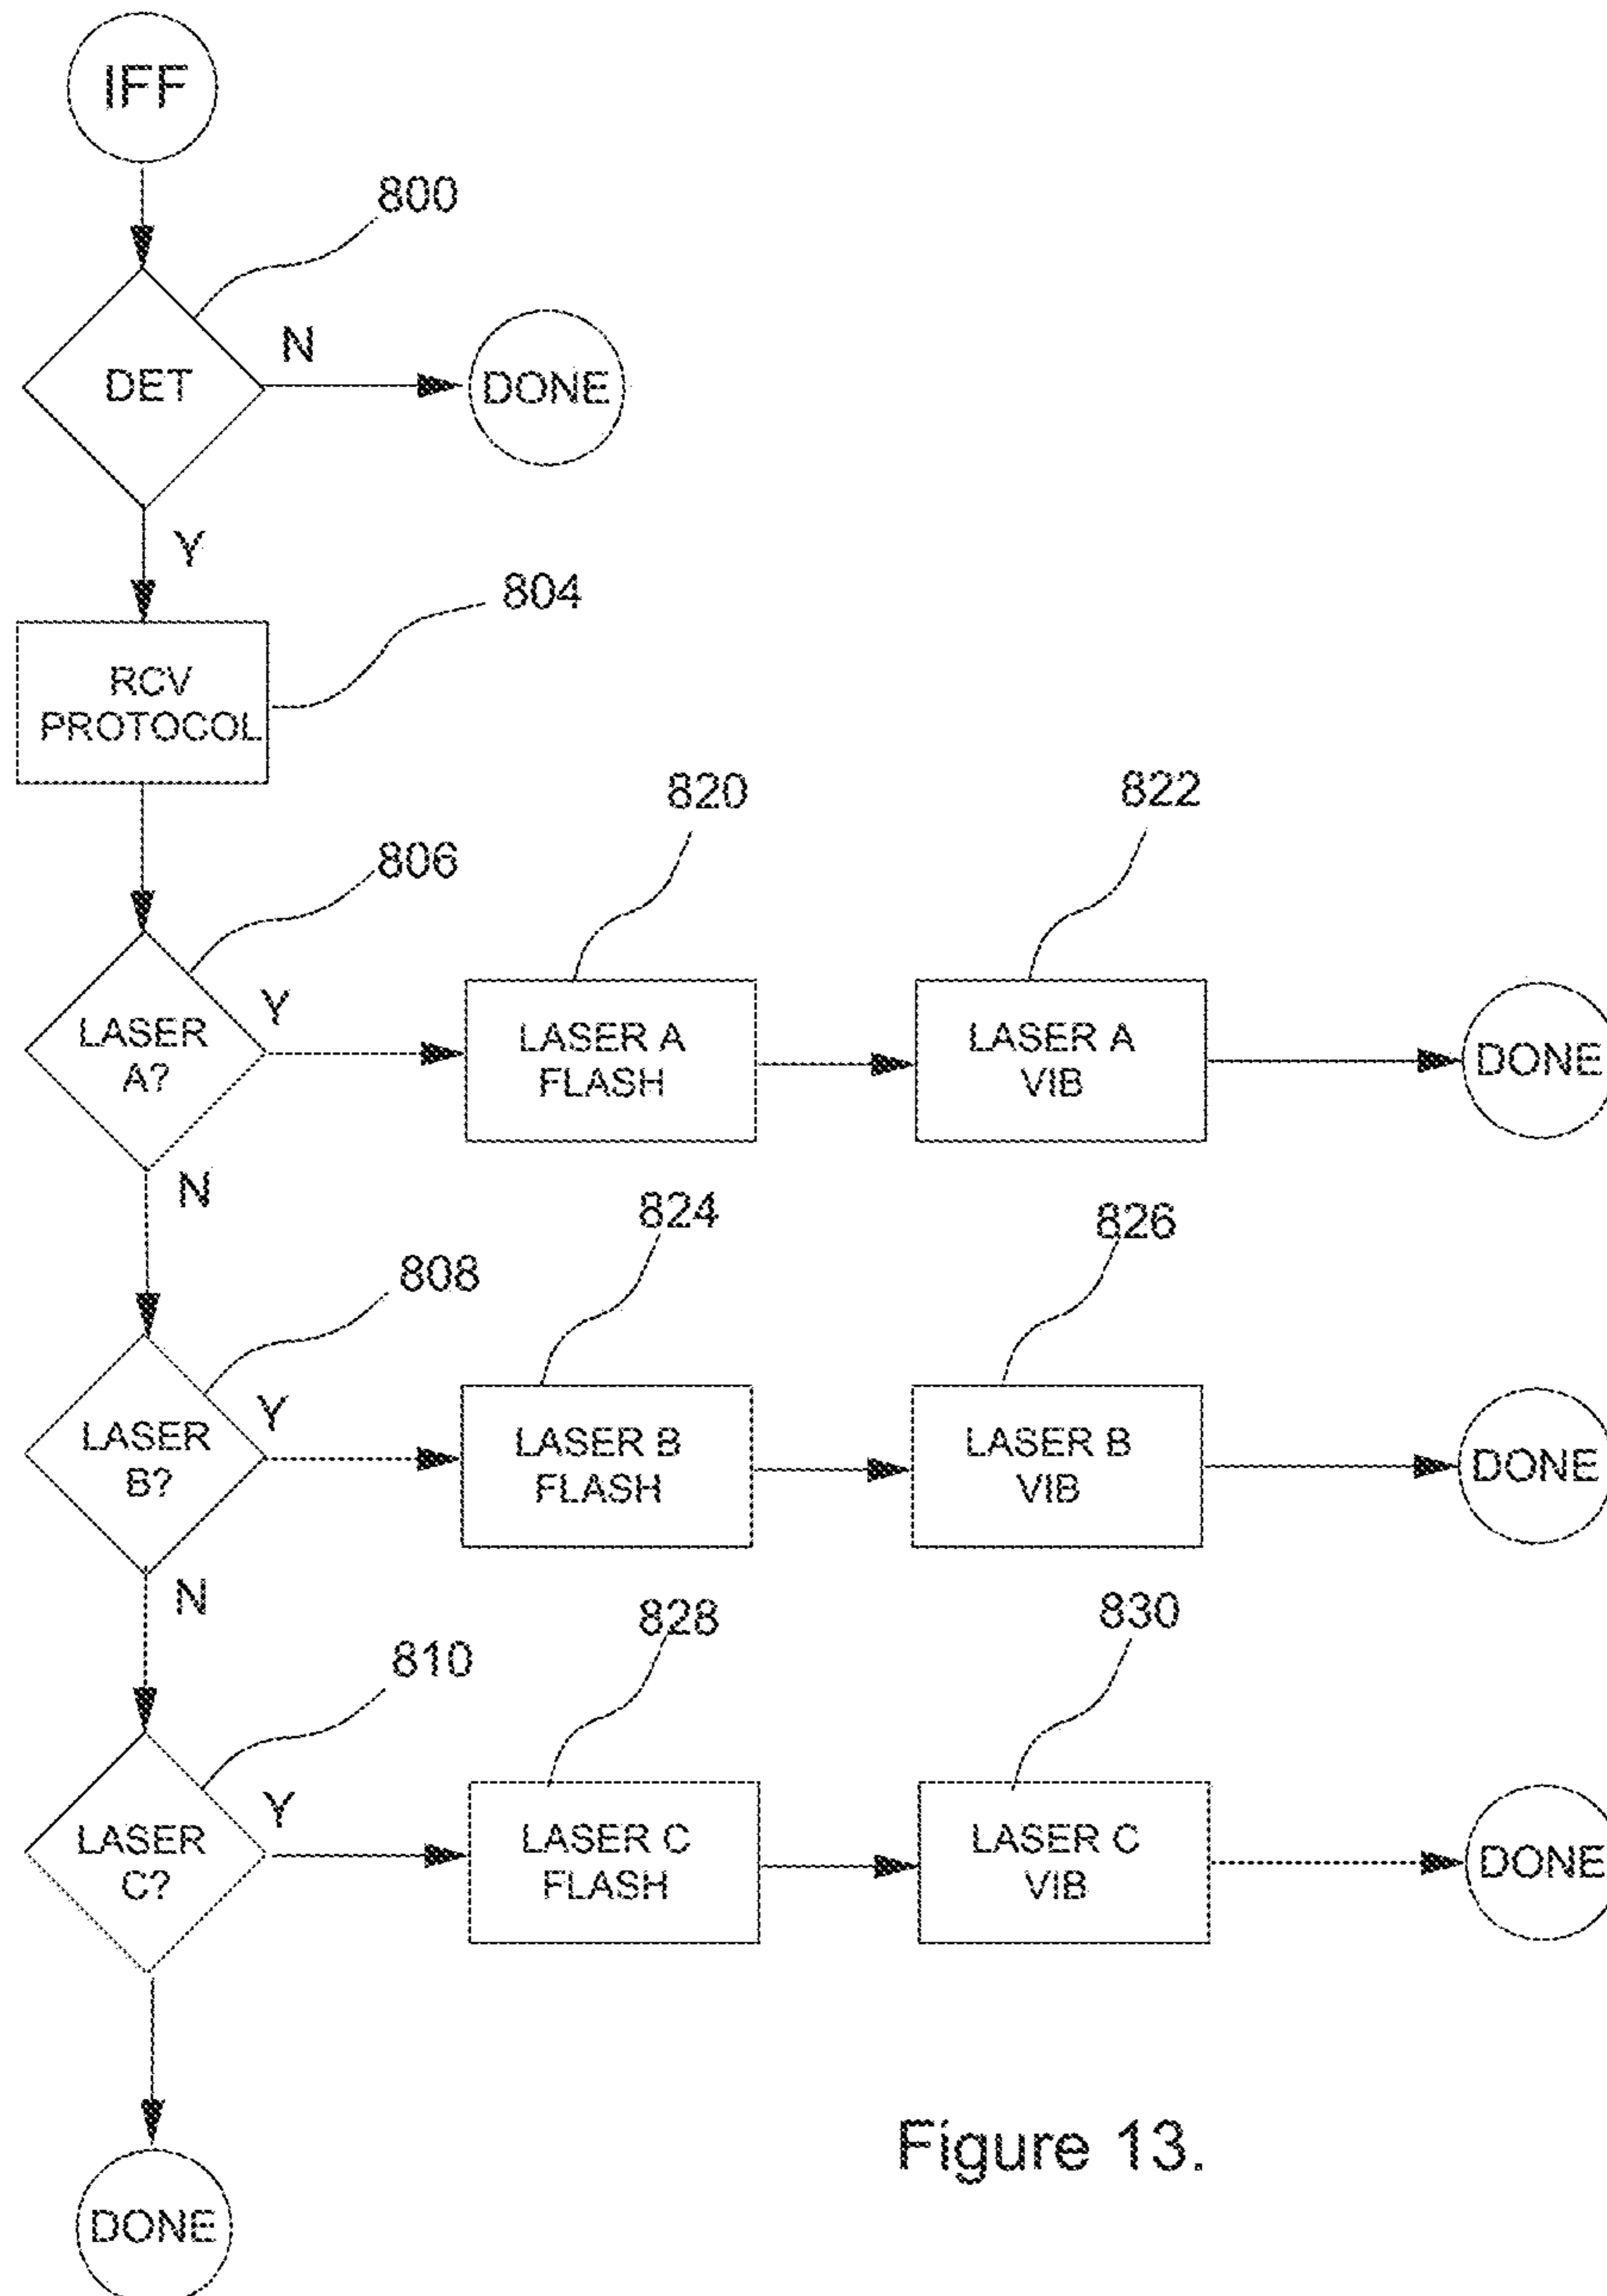 IFF
800
DET
N
DONE
Y
804
RCV
PROTOCOL
820
822
806
LASER
A?
Y
LASER A
FLASH
LASER A
VIB
DONE
N
824
826
808
LASER
B?
Y
LASER B
FLASH
LASER B
VIB
DONE
N
828
830
810
LASER
C?
Y
LASER C
FLASH
LASER C
VIB
DONE
DONE
Figure 13.